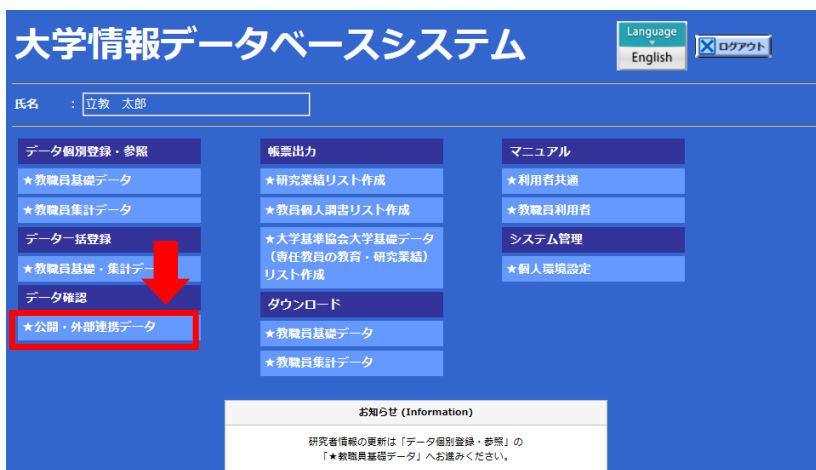 大学情報データベースシステム
Language
English
ログアウト
氏名 : 立教 太郎
データ個別登録・参照
★教職員基礎データ
★教職員集計データ
データ一括登録
★教職員基礎・集計デー
データ確認
★公開・外部連携データ
帳票出力
★研究業績リスト作成
★教員個人調書リスト作成
★大学基準協会大学基礎データ
（専任教員の教育・研究業績）
リスト作成
ダウンロード
★教職員基礎データ
★教職員集計データ
マニュアル
★利用者共通
★教職員利用者
システム管理
★個人環境設定
お知らせ (Information)
研究者情報の更新は「データ個別登録・参照」の
「★教職員基礎データ」へお進みください。